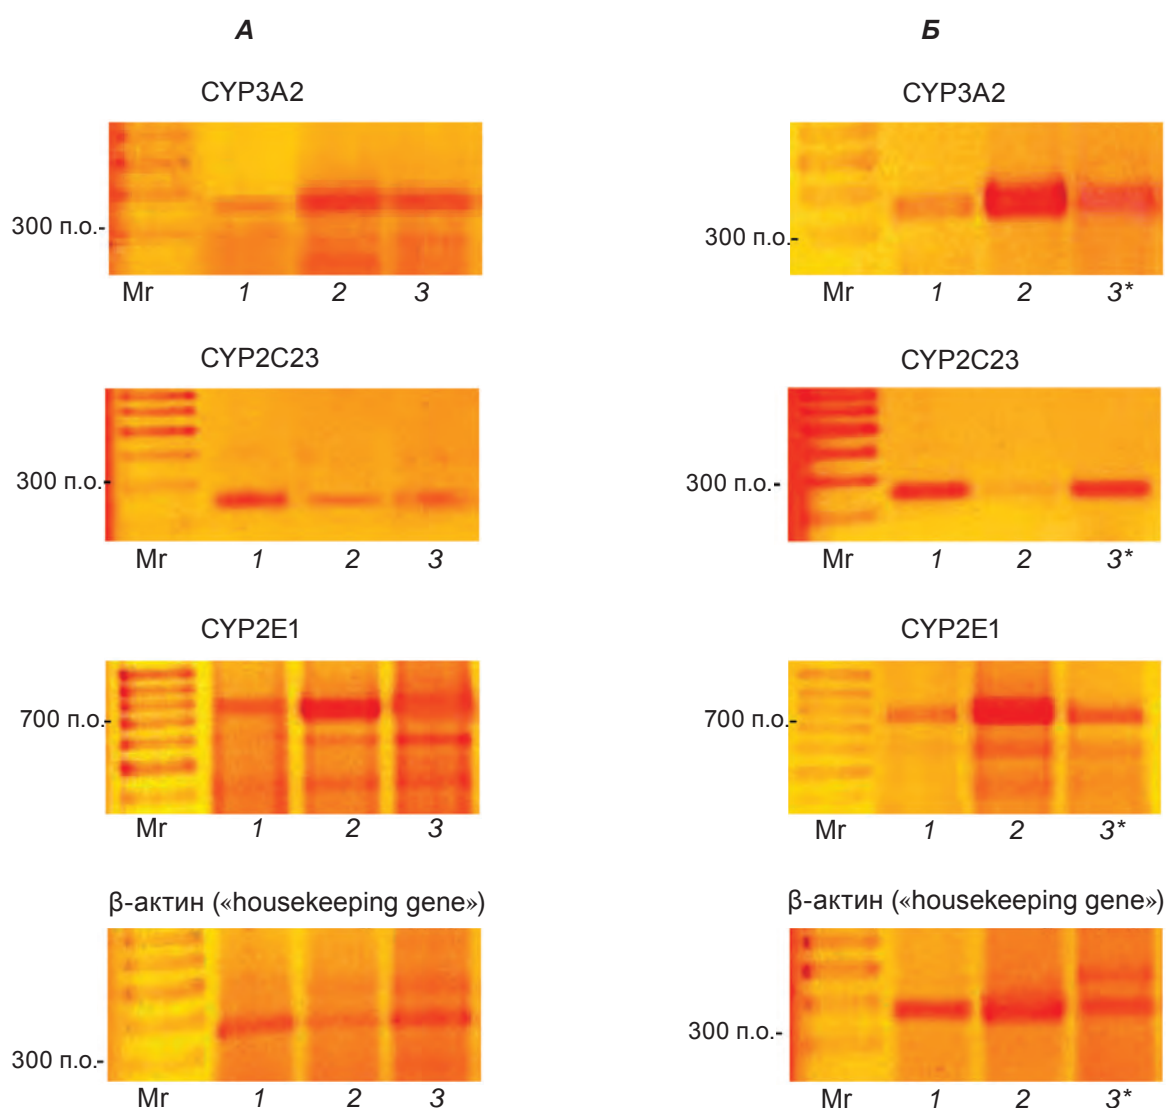 А
Б
CYP3A2
CYP3A2
300 п.о.-
300 п.о.-
Mr 1 2 3
Mr 1 2 3*
CYP2C23
CYP2C23
300 п.о.-
300 п.о.-
Mr 1 2 3
Mr 1 2 3*
CYP2E1
CYP2E1
700 п.о.-
700 п.о.-
Mr 1 2 3
Mr 1 2 3*
β-актин («housekeeping gene»)
β-актин («housekeeping gene»)
300 п.о.-
300 п.о.-
Mr 1 2 3
Mr 1 2 3*